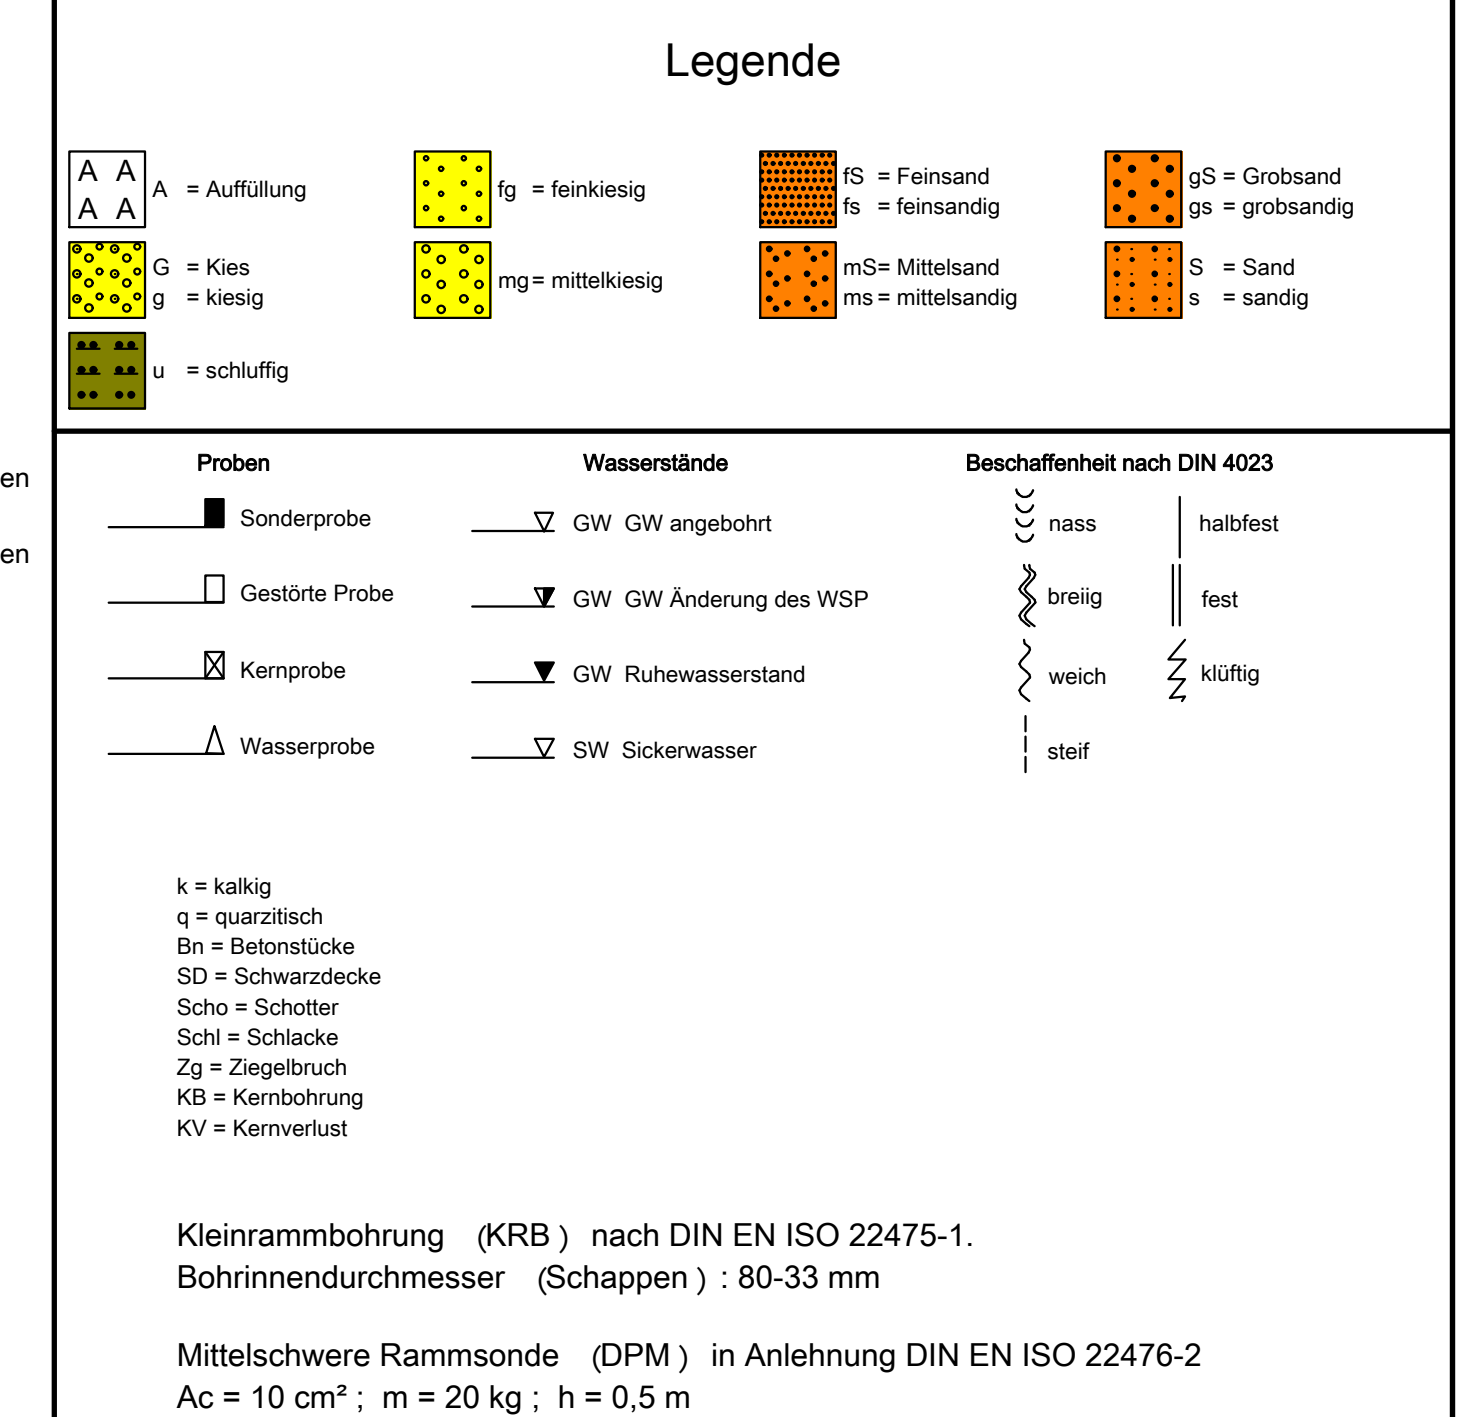 Legende
A A
A A
A = Auffüllung
fg = feinkiesig
fS = Feinsand
fs = feinsandig
gS = Grobsand
gs = grobsandig
G = Kies
g = kiesig
mg = mittelkiesig
mS = Mittelsand
ms = mittelsandig
S = Sand
s = sandig
u = schluffig
en
en
Proben
Sonderprobe
Gestörte Probe
Kernprobe
Wasserprobe
Wasserstände
GW GW angebohrt
GW GW Änderung des WSP
GW Ruhewasserstand
SW Sickerwasser
Beschaffenheit nach DIN 4023
nass
breiig
weich
steif
halbfest
fest
klüftig
k = kalkig
q = quarzitisch
Bn = Betonstücke
SD = Schwarzdecke
Scho = Schotter
Schl = Schlacke
Zg = Ziegelbruch
KB = Kernbohrung
KV = Kernverlust
Kleinrammbohrung (KRB) nach DIN EN ISO 22475-1.
Bohrinnendurchmesser (Schappen) : 80-33 mm
Mittelschwere Rammsonde (DPM) in Anlehnung DIN EN ISO 22476-2
Ac = 10 cm² ; m = 20 kg ; h = 0,5 m